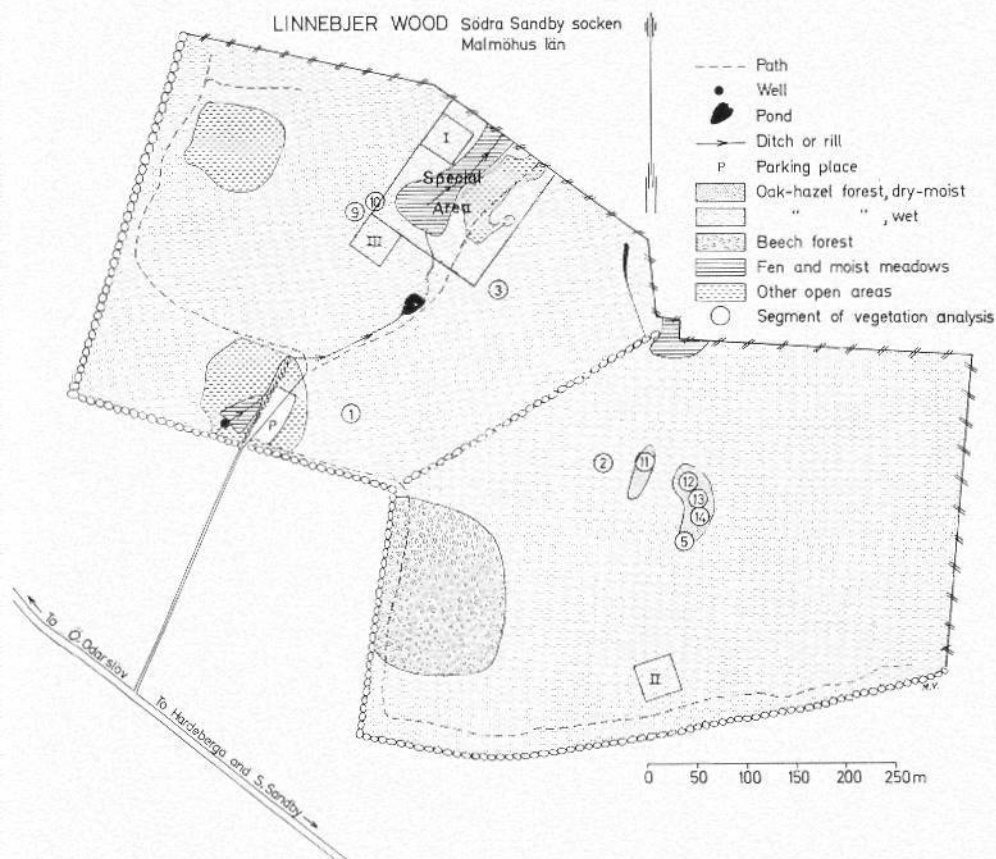 LINNEBJER WOOD Södra Sandby socken
Malmöhus län
Path
Well
Pond
Ditch or rill
P Parking place
Oak-hazel forest, dry-moist
" " , wet
Beech forest
Fen and moist meadows
Other open areas
Segment of vegetation analysis
I
Special
Area
9
10
III
3
1
P
2
11
12
13
14
5
II
To Ö. Odarslöv
To Hardeberga and S. Sandby
M.V.
0 50 100 150 200 250 m